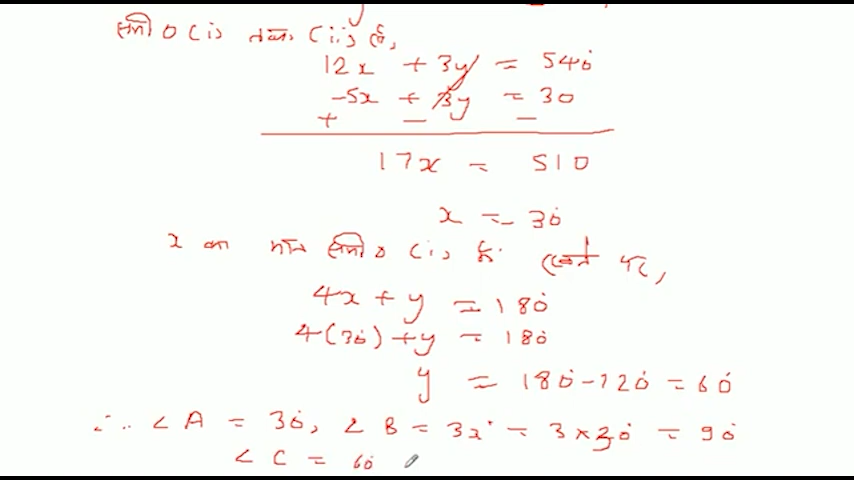 समी० (i) तथा (ii) से,
12x + 3y = 540°
-5x + 3y = 30
+ − −
17x = 510
x = 30°
x का मान समी० (i) में रखने पर,
4x + y = 180°
4(30°) + y = 180°
y = 180° - 120° = 60°
∴ ∠A = 30°, ∠B = 3x° = 3×30° = 90°
∠C = 60°